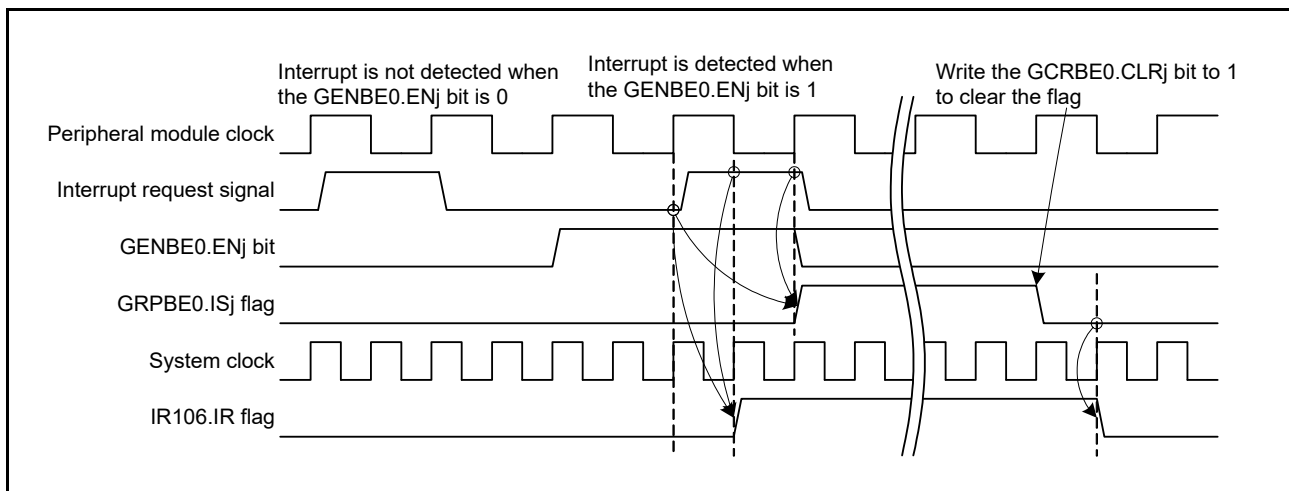 Interrupt is not detected when
the GENBE0.ENj bit is 0
Interrupt is detected when
the GENBE0.ENj bit is 1
Write the GCRBE0.CLRj bit to 1
to clear the flag
Peripheral module clock
Interrupt request signal
GENBE0.ENj bit
GRPBE0.ISj flag
System clock
IR106.IR flag